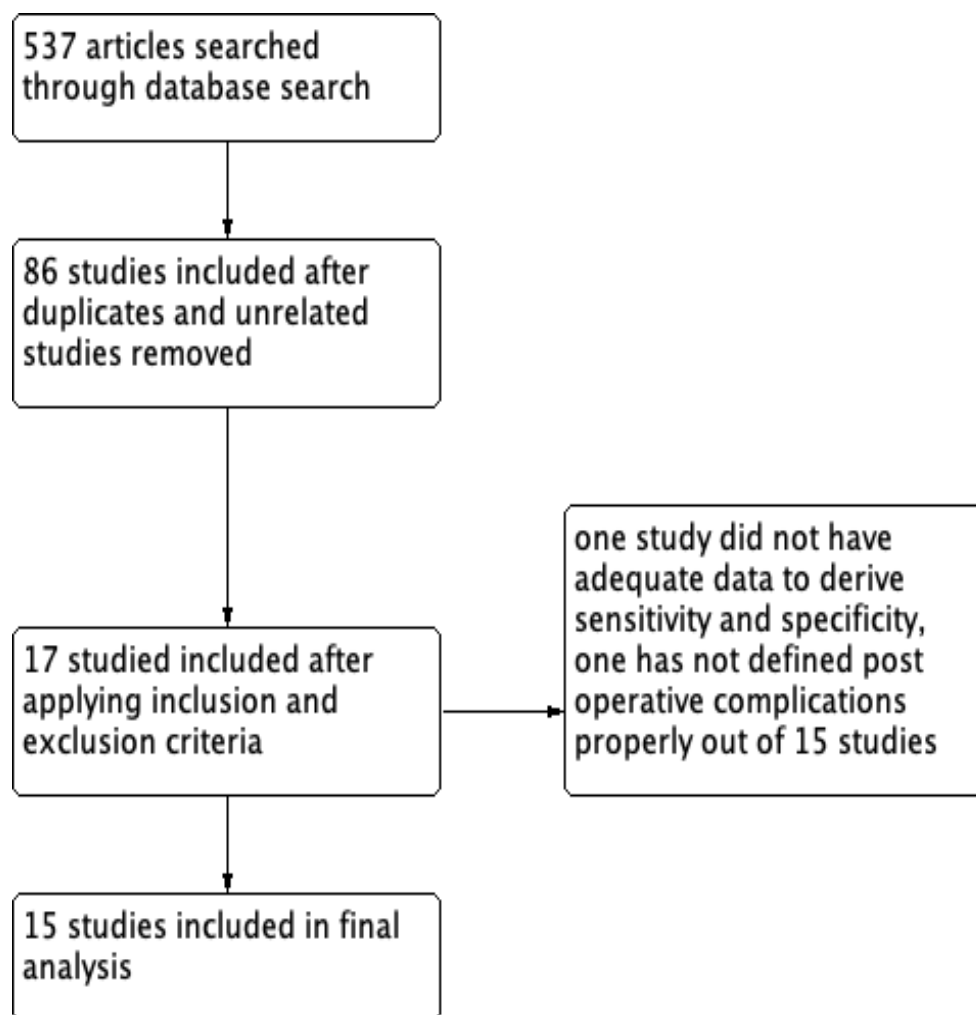 537 articles searched
through database search
86 studies included after
duplicates and unrelated
studies removed
one study did not have
adequate data to derive
sensitivity and specificity,
one has not defined post
operative complications
properly out of 15 studies
17 studied included after
applying inclusion and
exclusion criteria
15 studies included in final
analysis